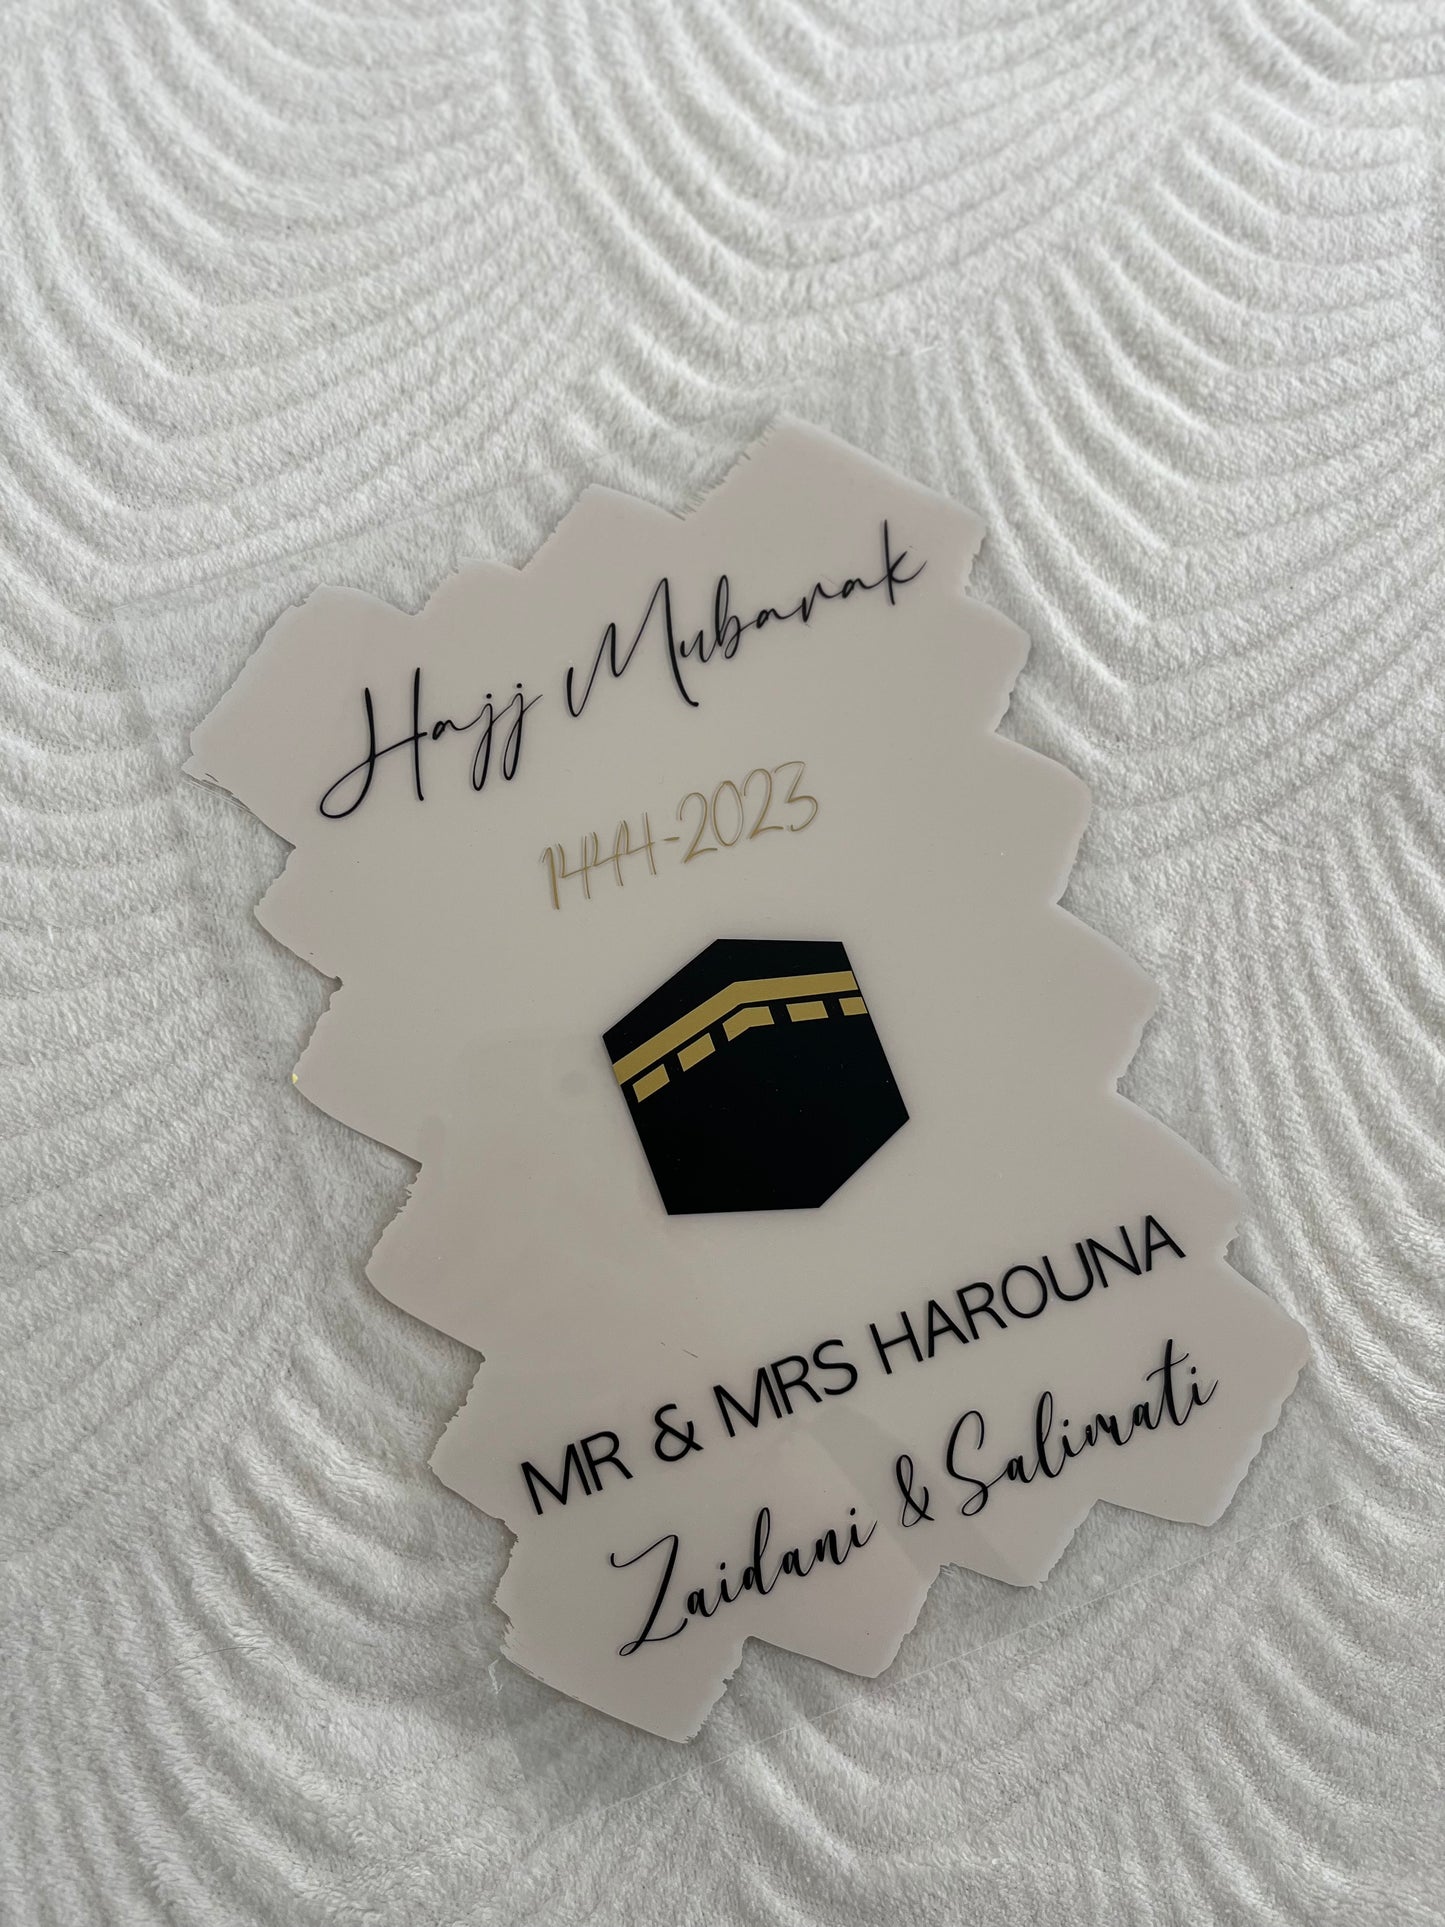 Hajj Mubarak
1444-2023
MR & MRS HAROUNA
Zaidani & Salimati